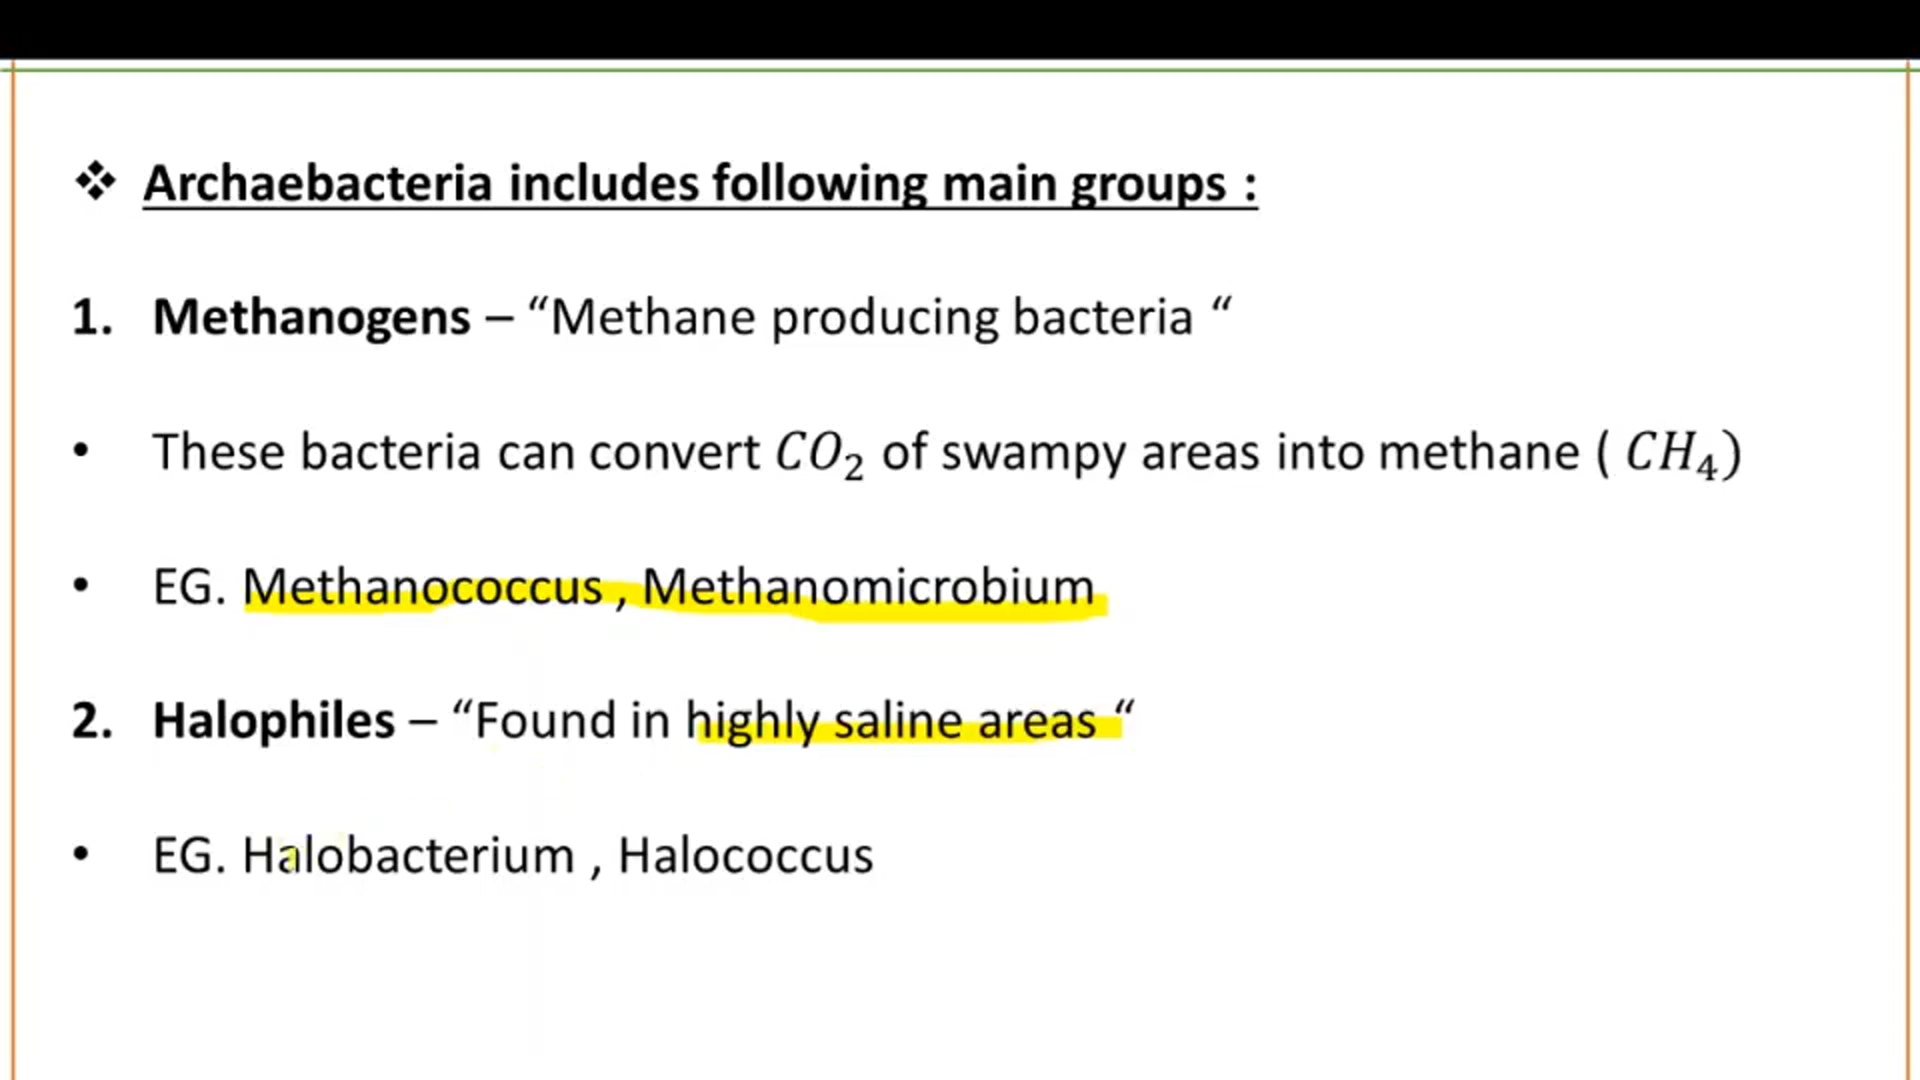 ❖ Archaebacteria includes following main groups :
1. Methanogens – “Methane producing bacteria “
• These bacteria can convert CO₂ of swampy areas into methane ( CH₄)
• EG. Methanococcus , Methanomicrobium
2. Halophiles – “Found in highly saline areas “
• EG. Halobacterium , Halococcus